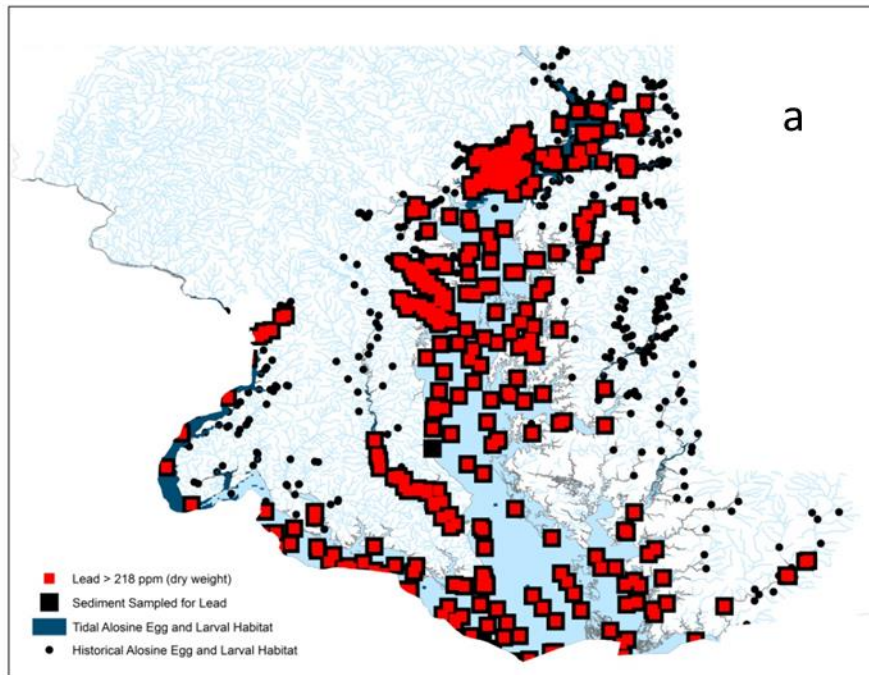 a
Lead > 218 ppm (dry weight)
Sediment Sampled for Lead
Tidal Alosine Egg and Larval Habitat
Historical Alosine Egg and Larval Habitat